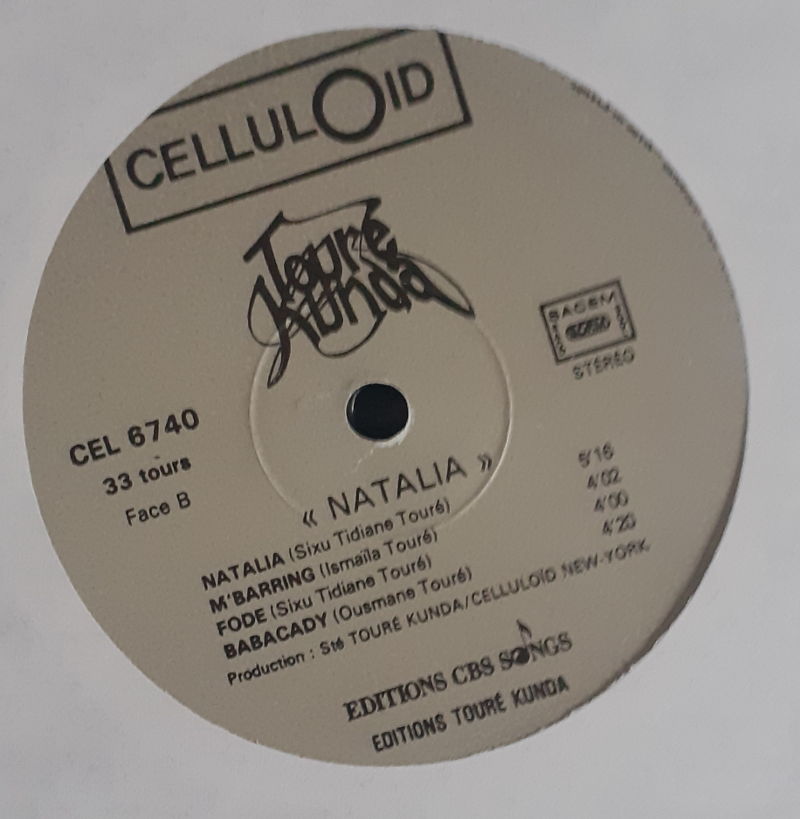 CELLULOID
Touré
Kunda
SACEM
STÉRÉO
CEL 6740
33 tours
Face B
« NATALIA »
NATALIA (Sixu Tidiane Touré) 5'16
M'BARRING (Ismaïla Touré) 4'02
FODE (Sixu Tidiane Touré) 4'00
BABACADY (Ousmane Touré) 4'20
Production : Sté TOURÉ KUNDA/CELLULOÏD NEW-YORK
EDITIONS CBS SONGS
EDITIONS TOURÉ KUNDA